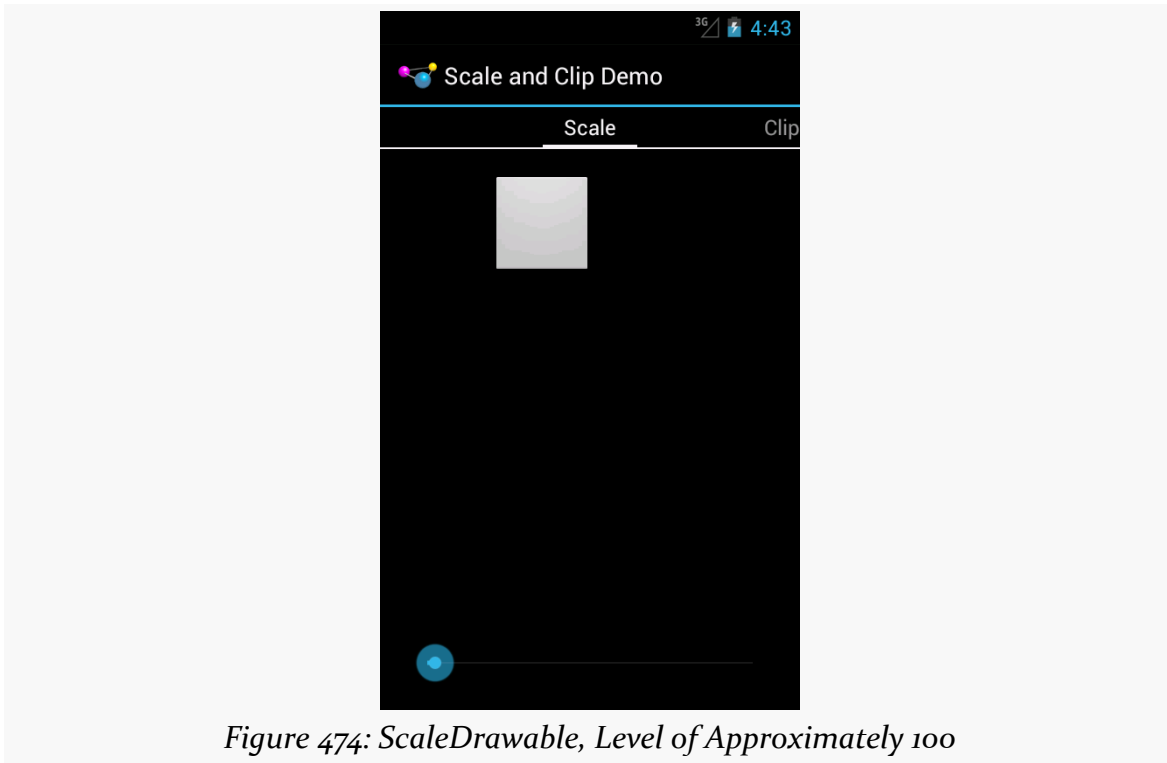 3G 4:43
Scale and Clip Demo
Scale Clip
Figure 474: ScaleDrawable, Level of Approximately 100